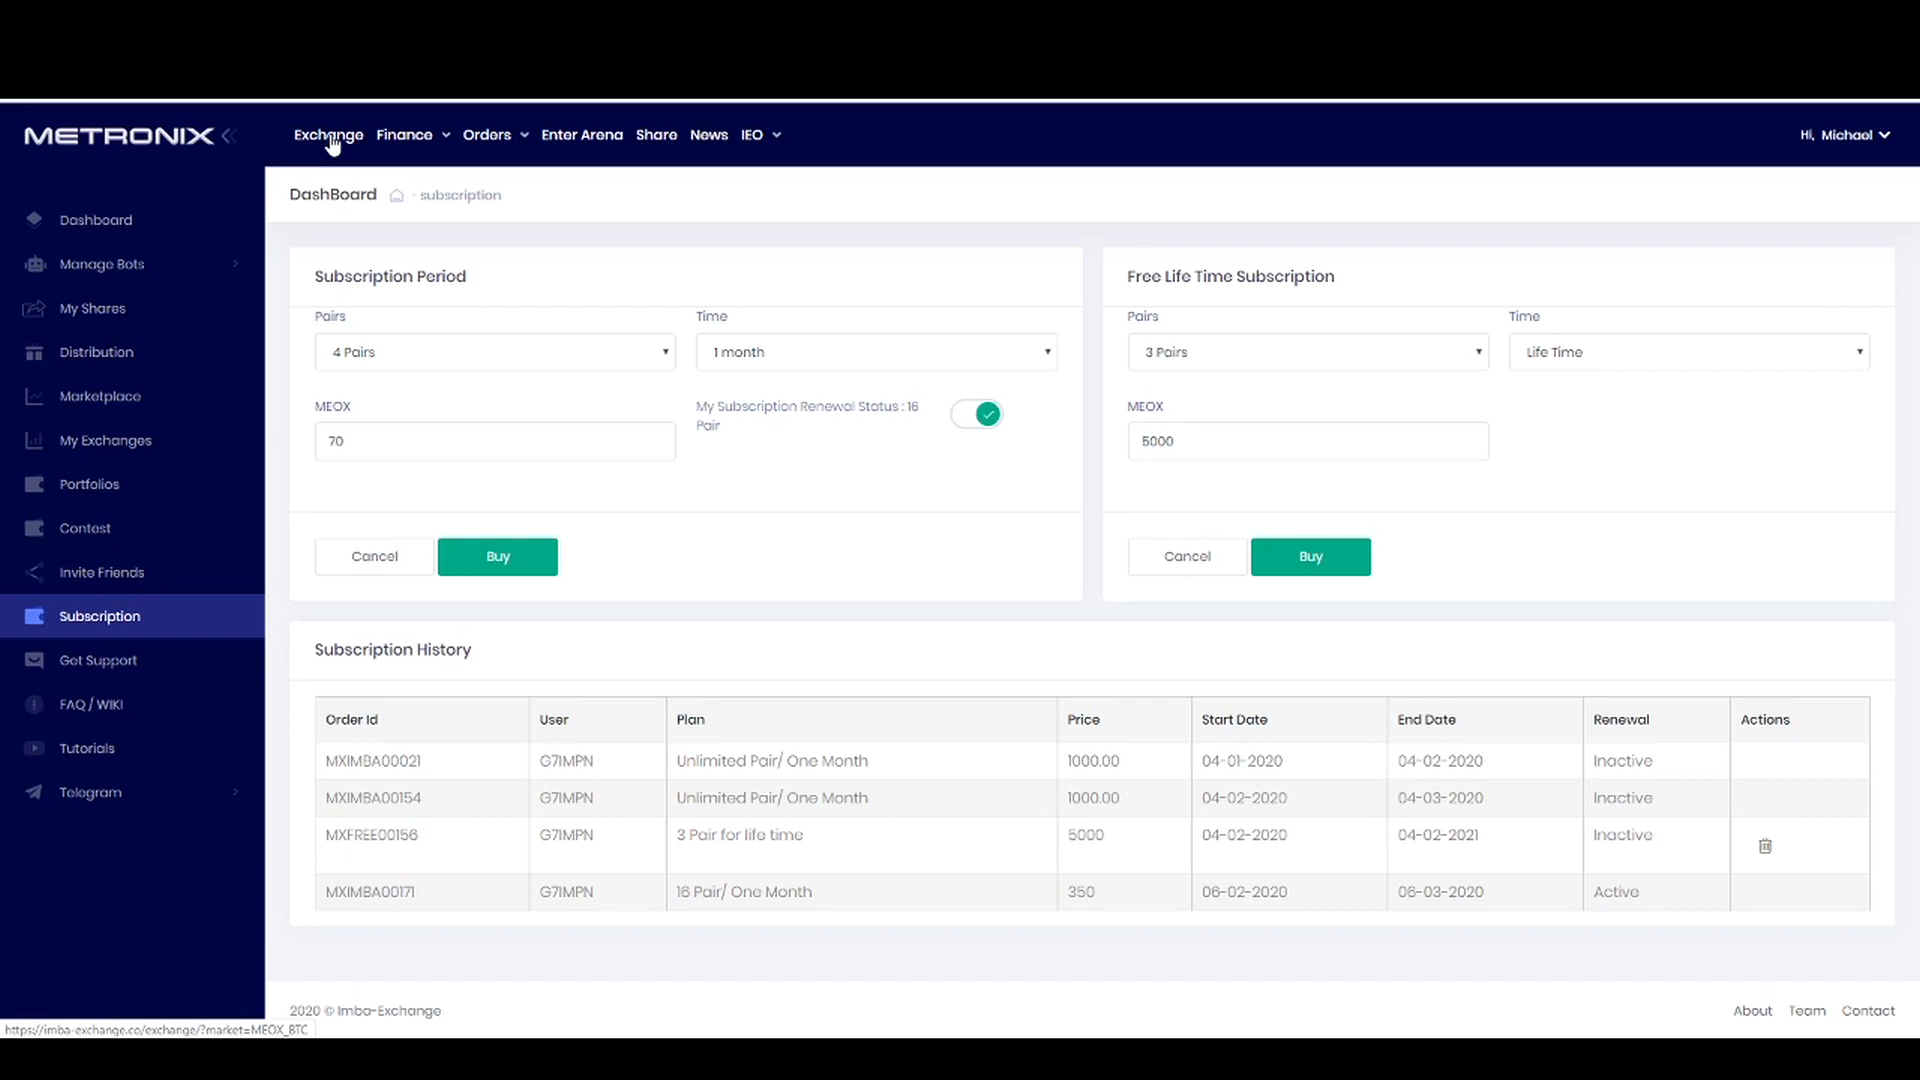 METRONIX
Exchange Finance Orders Enter Arena Share News IEO
Hi, Michael
DashBoard - subscription
Dashboard
Manage Bots
My Shares
Distribution
Marketplace
My Exchanges
Portfolios
Contest
Invite Friends
Subscription
Get Support
FAQ / WIKI
Tutorials
Telegram
Subscription Period
Pairs Time
4 Pairs 1 month
MEOX My Subscription Renewal Status : 16
Pair
70
Cancel Buy
Free Life Time Subscription
Pairs Time
3 Pairs Life Time
MEOX
5000
Cancel Buy
Subscription History
Order Id User Plan Price Start Date End Date Renewal Actions
MXIMBA00021 G7IMPN Unlimited Pair/ One Month 1000.00 04-01-2020 04-02-2020 Inactive
MXIMBA00154 G7IMPN Unlimited Pair/ One Month 1000.00 04-02-2020 04-03-2020 Inactive
MXFREE00156 G7IMPN 3 Pair for life time 5000 04-02-2020 04-02-2021 Inactive
MXIMBA00171 G7IMPN 16 Pair/ One Month 350 06-02-2020 06-03-2020 Active
2020 © Imba-Exchange
About Team Contact
https://imba-exchange.co/exchange/?market=MEOX_BTC